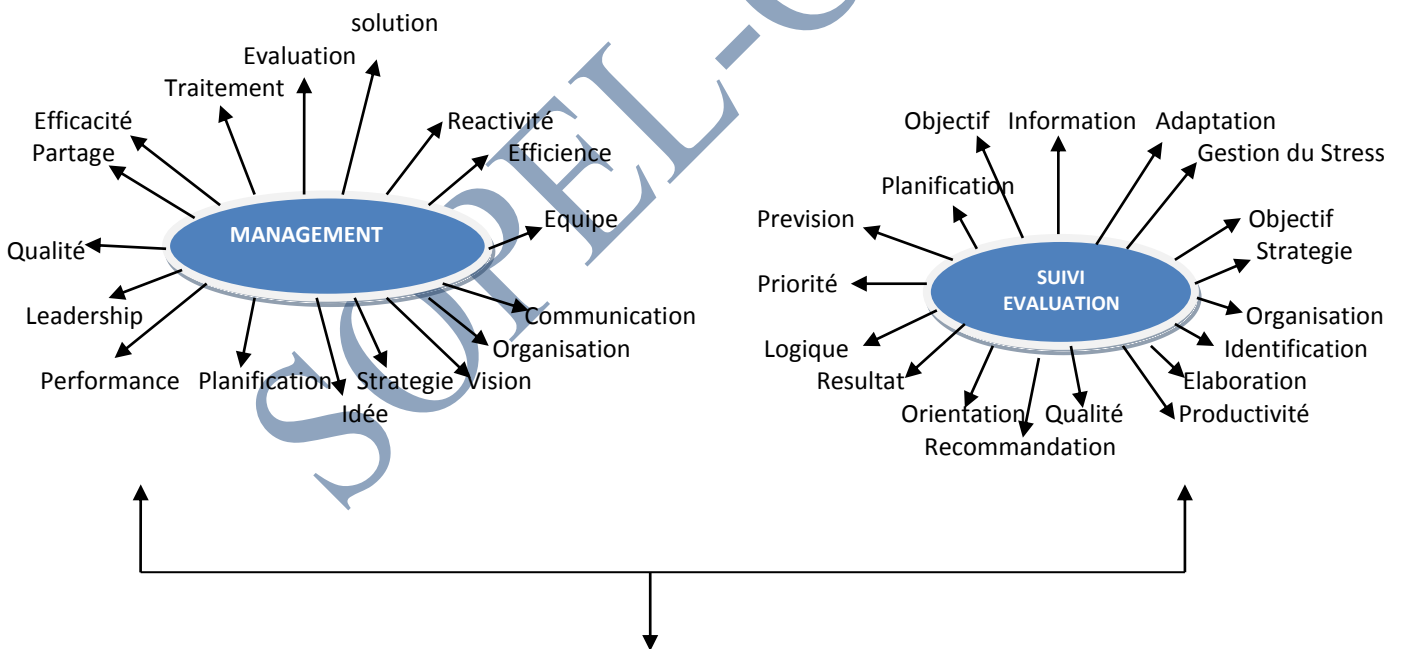 solution
Evaluation
Traitement
Efficacité
Partage
Reactivité
Efficience
Equipe
MANAGEMENT
Qualité
Leadership
Communication
Organisation
Performance
Planification
Strategie
Vision
Idée
Objectif
Information
Adaptation
Gestion du Stress
Planification
Prevision
Objectif
Strategie
Priorité
SUIVI
EVALUATION
Organisation
Logique
Identification
Resultat
Elaboration
Orientation
Qualité
Productivité
Recommandation